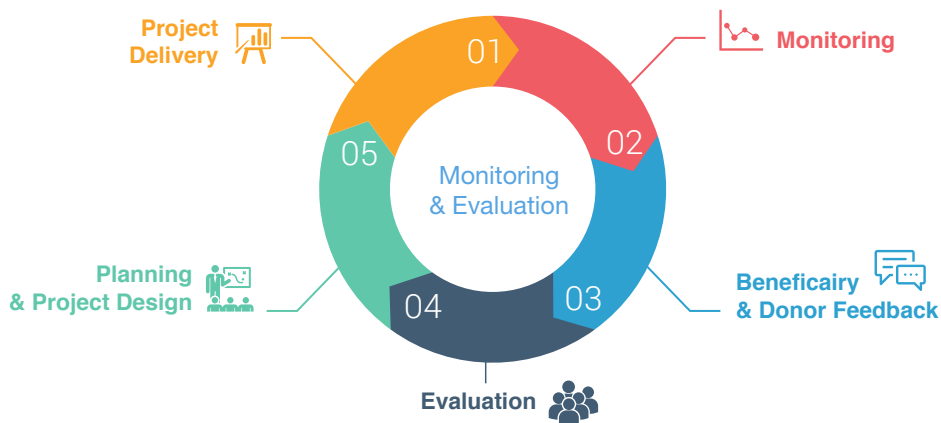 Project
Delivery
01
Monitoring
02
Beneficairy
& Donor Feedback
03
Evaluation
04
Planning
& Project Design
05
Monitoring
& Evaluation